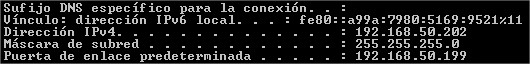 Sufijo DNS específico para la conexión. . :
Vínculo: dirección IPv6 local. . . : fe80::a99a:7980:5169:9521%11
Dirección IPv4. . . . . . . . . . . . . . : 192.168.50.202
Máscara de subred . . . . . . . . . . . . : 255.255.255.0
Puerta de enlace predeterminada . . . . . : 192.168.50.199